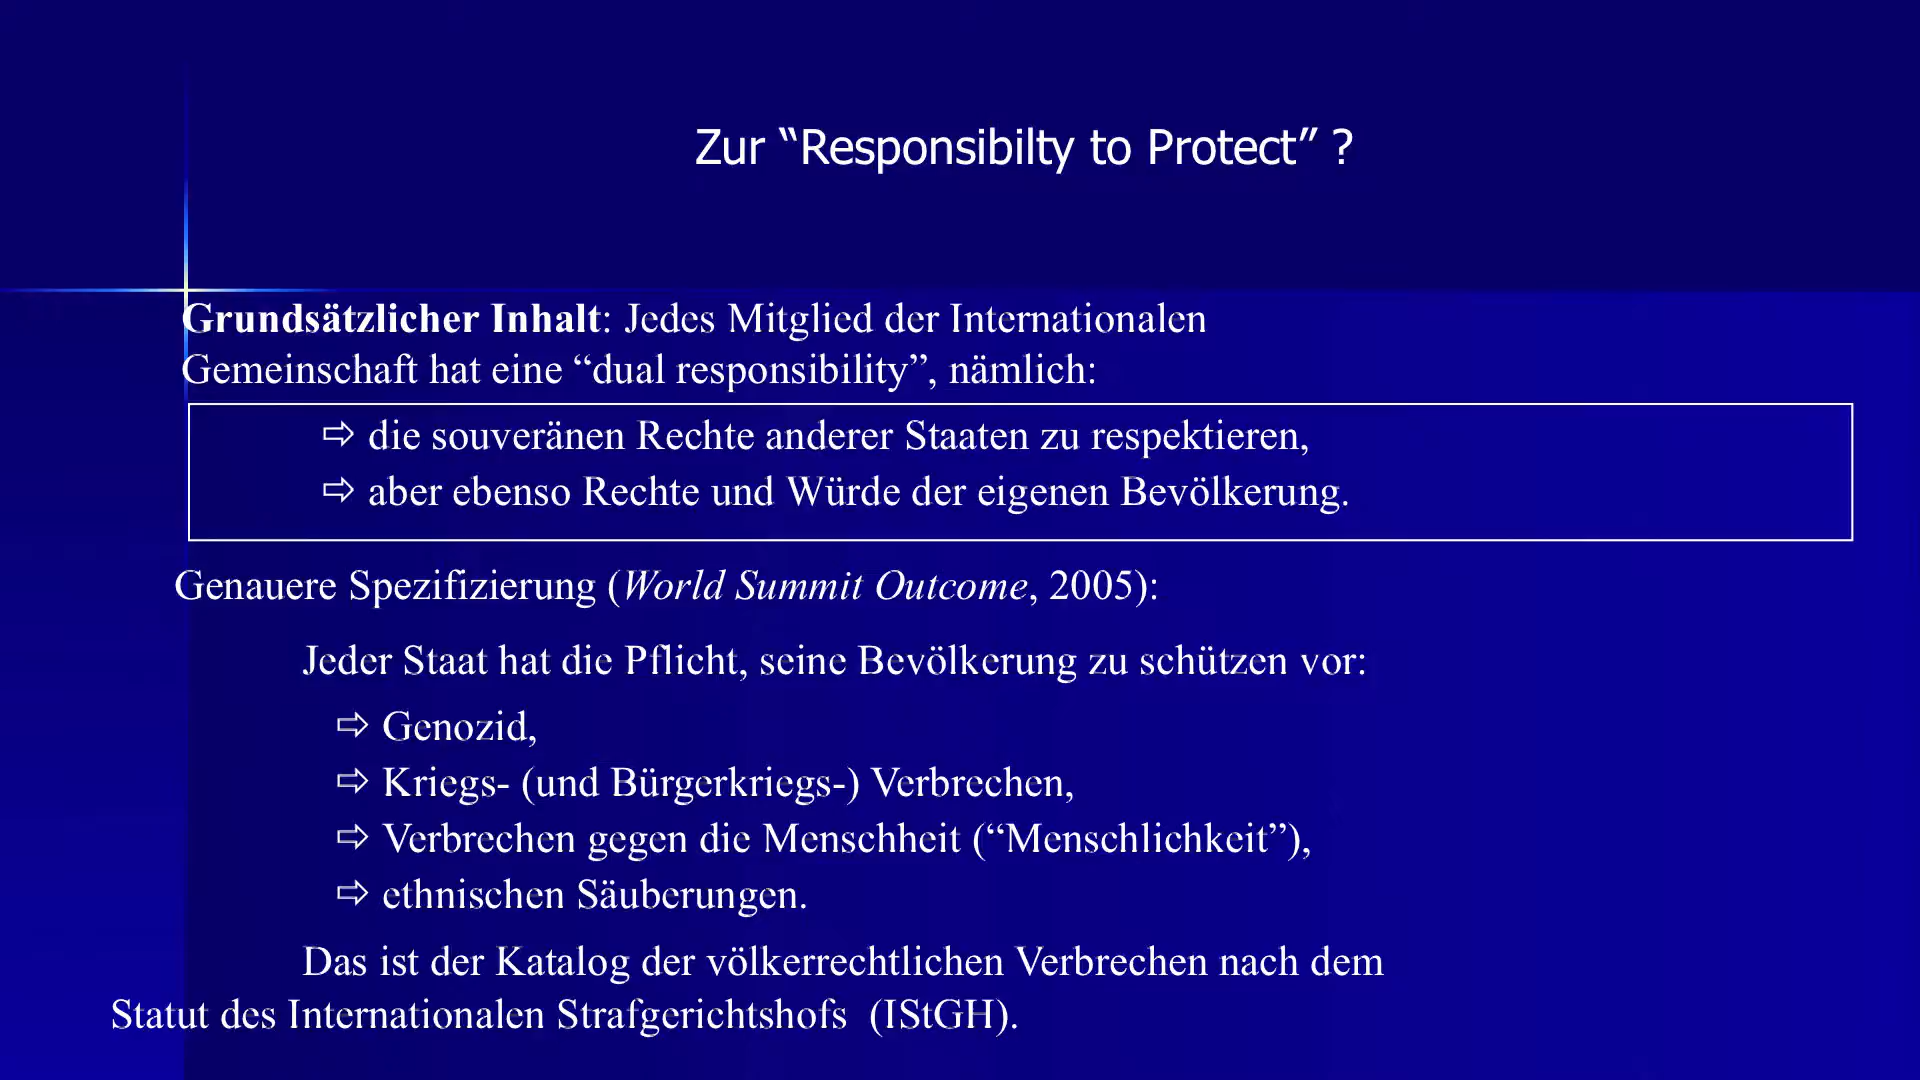 Zur “Responsibilty to Protect” ?
Grundsätzlicher Inhalt: Jedes Mitglied der Internationalen
Gemeinschaft hat eine “dual responsibility”, nämlich:
⇨ die souveränen Rechte anderer Staaten zu respektieren,
⇨ aber ebenso Rechte und Würde der eigenen Bevölkerung.
Genauere Spezifizierung (World Summit Outcome, 2005):
Jeder Staat hat die Pflicht, seine Bevölkerung zu schützen vor:
⇨ Genozid,
⇨ Kriegs- (und Bürgerkriegs-) Verbrechen,
⇨ Verbrechen gegen die Menschheit (“Menschlichkeit”),
⇨ ethnischen Säuberungen.
Das ist der Katalog der völkerrechtlichen Verbrechen nach dem
Statut des Internationalen Strafgerichtshofs (IStGH).